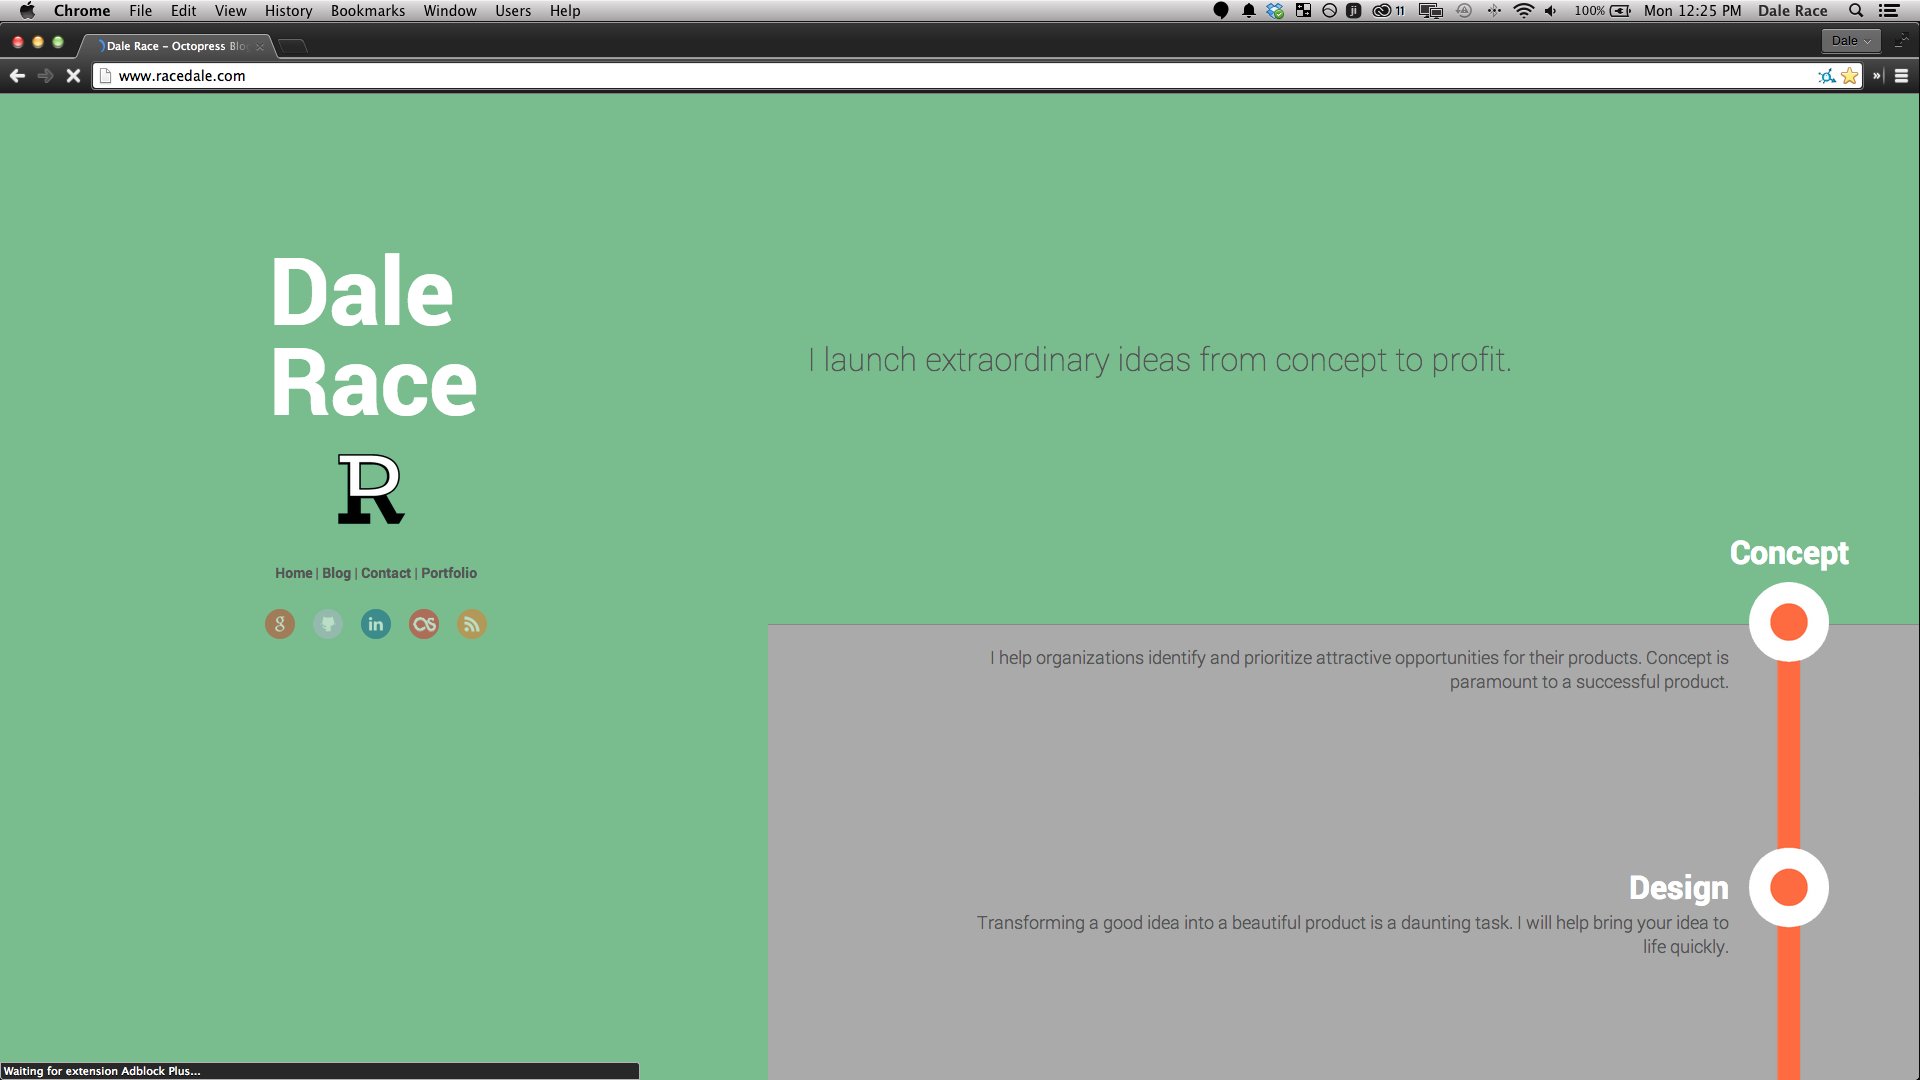 Chrome File Edit View History Bookmarks Window Users Help 11 100% Mon 12:25 PM Dale Race
Dale Race – Octopress Blo
Dale
www.racedale.com
Dale
Race
R
Home | Blog | Contact | Portfolio
g in
I launch extraordinary ideas from concept to profit.
Concept
I help organizations identify and prioritize attractive opportunities for their products. Concept is
paramount to a successful product.
Design
Transforming a good idea into a beautiful product is a daunting task. I will help bring your idea to
life quickly.
Waiting for extension Adblock Plus...